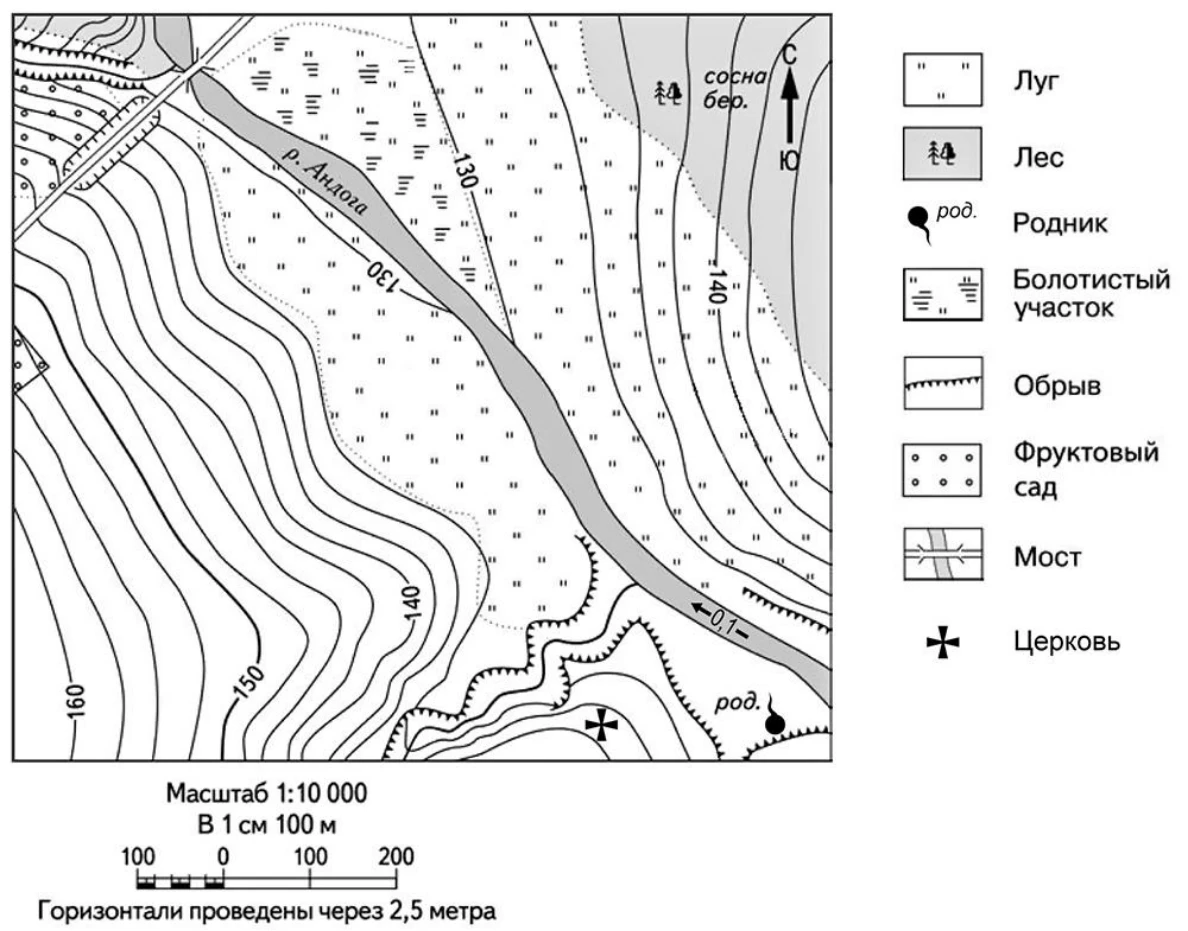 сосна
бер.
С
Ю
р. Андога
130
130
140
140
150
160
0,1
род.
Луг
Лес
род.
Родник
Болотистый
участок
Обрыв
Фруктовый
сад
Мост
Церковь
Масштаб 1:10 000
В 1 см 100 м
100 0 100 200
Горизонтали проведены через 2,5 метра